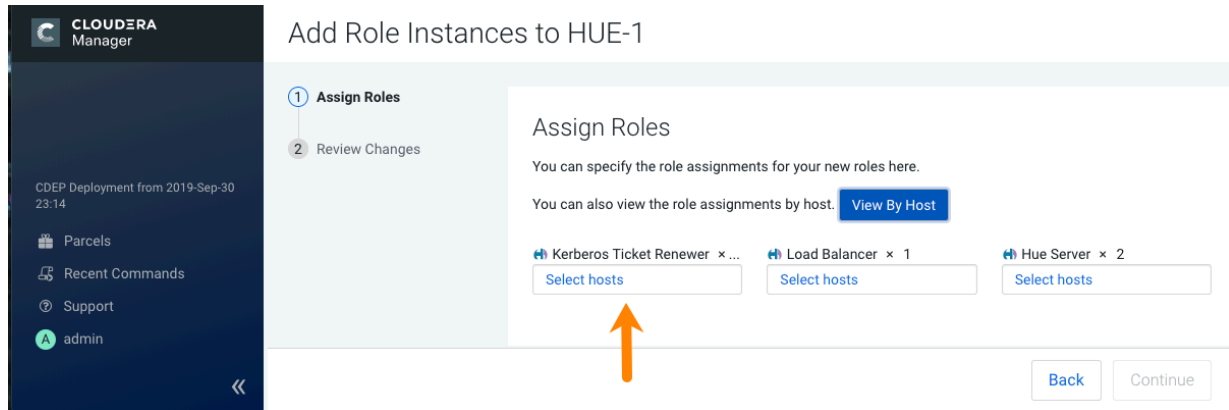 CLOUDERA
Manager
CDEP Deployment from 2019-Sep-30
23:14
Parcels
Recent Commands
Support
A admin
Add Role Instances to HUE-1
1 Assign Roles
2 Review Changes
Assign Roles
You can specify the role assignments for your new roles here.
You can also view the role assignments by host. View By Host
Kerberos Ticket Renewer × ...
Select hosts
Load Balancer × 1
Select hosts
Hue Server × 2
Select hosts
Back
Continue